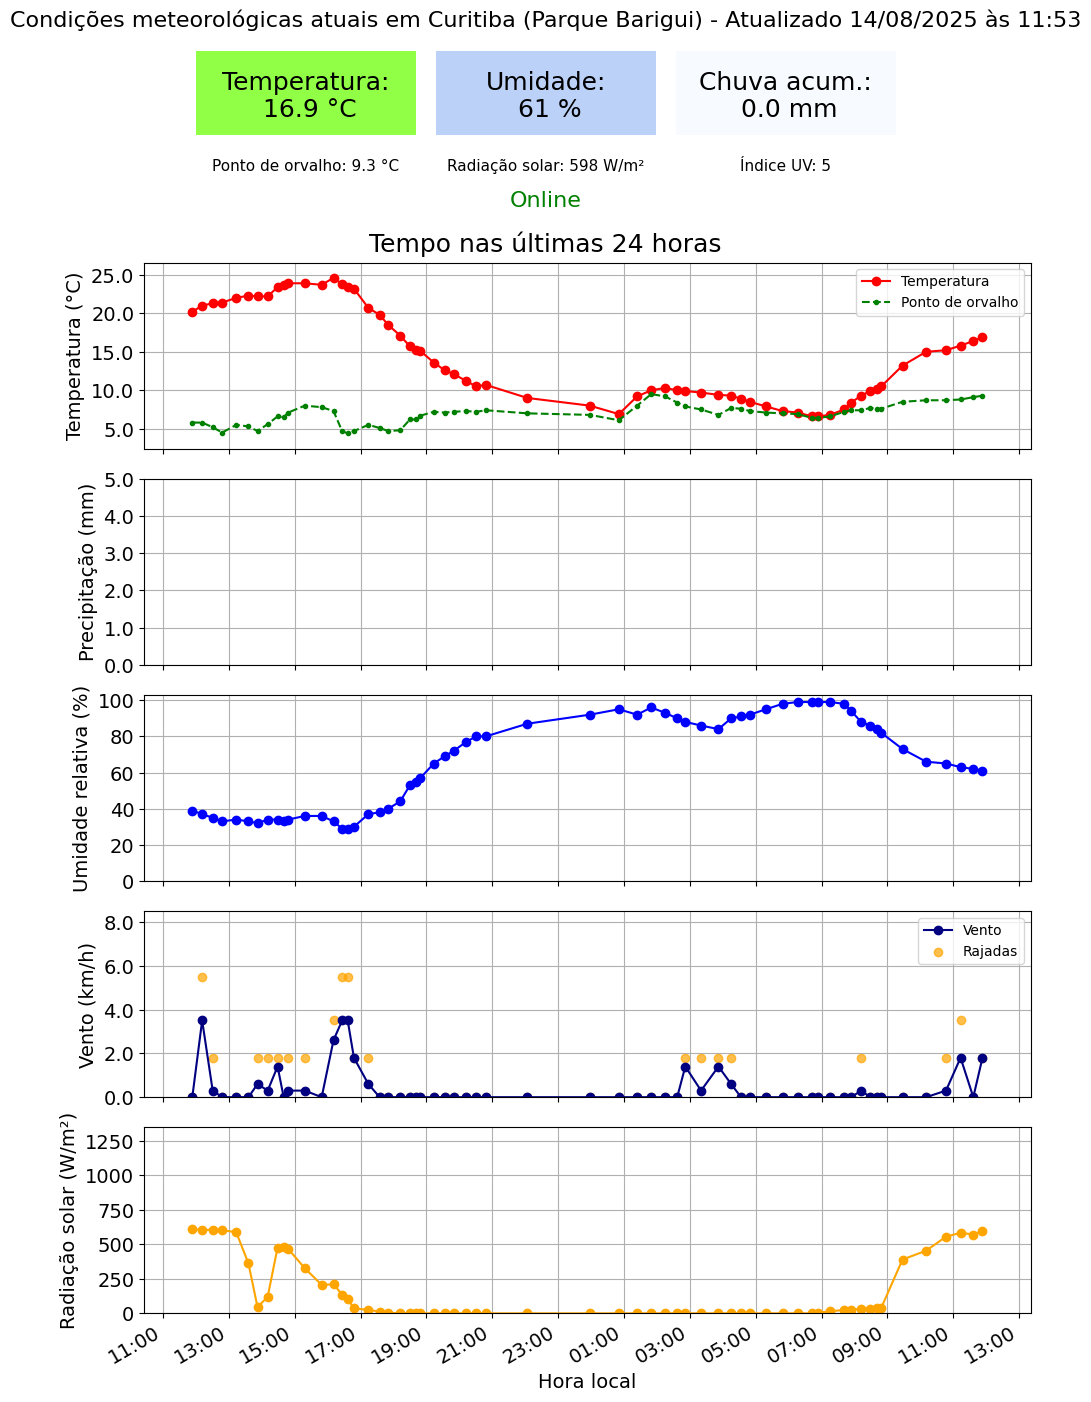 Condições meteorológicas atuais em Curitiba (Parque Barigui) - Atualizado 14/08/2025 às 11:53
Temperatura:
16.9 °C
Umidade:
61 %
Chuva acum.:
0.0 mm
Ponto de orvalho: 9.3 °C
Radiação solar: 598 W/m²
Índice UV: 5
Online
Tempo nas últimas 24 horas
Temperatura (°C)
25.0
20.0
15.0
10.0
5.0
Temperatura
Ponto de orvalho
Precipitação (mm)
5.0
4.0
3.0
2.0
1.0
0.0
Umidade relativa (%)
100
80
60
40
20
0
Vento (km/h)
8.0
6.0
4.0
2.0
0.0
Vento
Rajadas
Radiação solar (W/m²)
1250
1000
750
500
250
0
11:00
13:00
15:00
17:00
19:00
21:00
23:00
01:00
03:00
05:00
07:00
09:00
11:00
13:00
Hora local